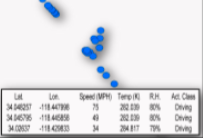 Lat. Lon. Speed (MPH) Temp (K) R.H. Act. Class
34.048257 -118.447998 75 282.039 80% Driving
34.045795 -118.445858 49 282.039 80% Driving
34.02637 -118.429833 34 284.817 79% Driving